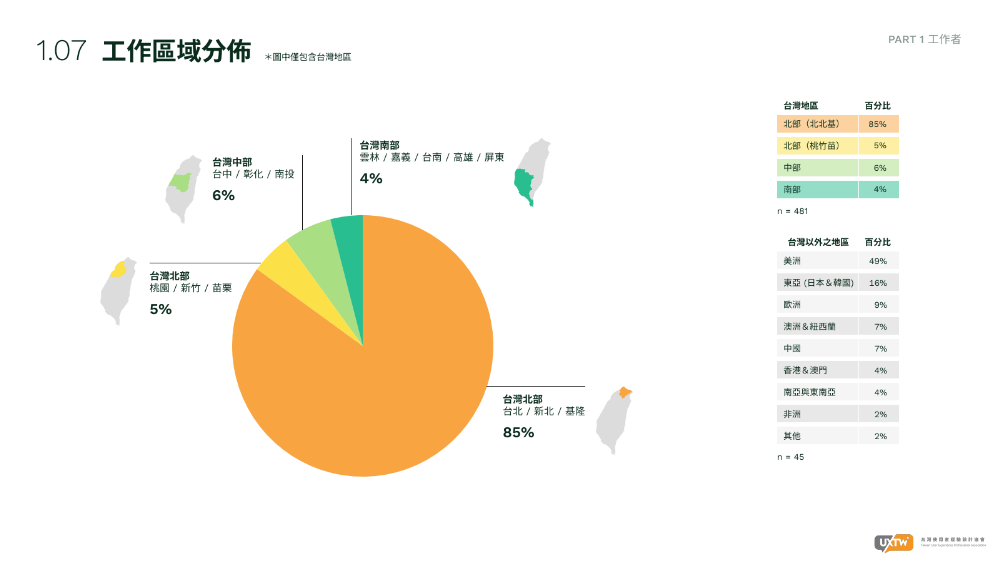 1.07 工作區域分佈 ＊圖中僅包含台灣地區
PART 1 工作者
台灣中部
台中 / 彰化 / 南投
6%
台灣南部
雲林 / 嘉義 / 台南 / 高雄 / 屏東
4%
台灣北部
桃園 / 新竹 / 苗栗
5%
台灣北部
台北 / 新北 / 基隆
85%
台灣地區 百分比
北部（北北基） 85%
北部（桃竹苗） 5%
中部 6%
南部 4%
n = 481
台灣以外之地區 百分比
美洲 49%
東亞 (日本＆韓國) 16%
歐洲 9%
澳洲＆紐西蘭 7%
中國 7%
香港＆澳門 4%
南亞與東南亞 4%
非洲 2%
其他 2%
n = 45
UXTW